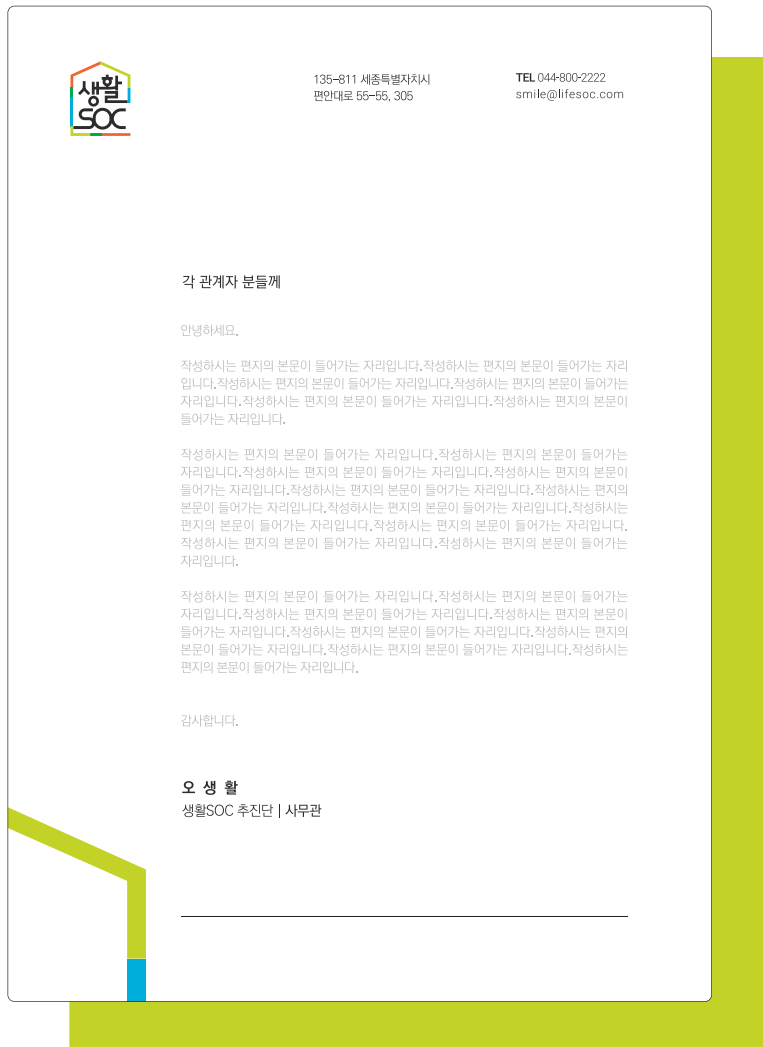 생활
SOC
135-811 세종특별자치시
편안대로 55-55, 305
TEL 044-800-2222
smile@lifesoc.com
각 관계자 분들께
안녕하세요.
작성하시는 편지의 본문이 들어가는 자리입니다.작성하시는 편지의 본문이 들어가는 자리
입니다.작성하시는 편지의 본문이 들어가는 자리입니다.작성하시는 편지의 본문이 들어가는
자리입니다.작성하시는 편지의 본문이 들어가는 자리입니다.작성하시는 편지의 본문이
들어가는 자리입니다.
작성하시는 편지의 본문이 들어가는 자리입니다.작성하시는 편지의 본문이 들어가는
자리입니다.작성하시는 편지의 본문이 들어가는 자리입니다.작성하시는 편지의 본문이
들어가는 자리입니다.작성하시는 편지의 본문이 들어가는 자리입니다.작성하시는 편지의
본문이 들어가는 자리입니다.작성하시는 편지의 본문이 들어가는 자리입니다.작성하시는
편지의 본문이 들어가는 자리입니다.작성하시는 편지의 본문이 들어가는 자리입니다.
작성하시는 편지의 본문이 들어가는 자리입니다.작성하시는 편지의 본문이 들어가는
자리입니다.
작성하시는 편지의 본문이 들어가는 자리입니다.작성하시는 편지의 본문이 들어가는
자리입니다.작성하시는 편지의 본문이 들어가는 자리입니다.작성하시는 편지의 본문이
들어가는 자리입니다.작성하시는 편지의 본문이 들어가는 자리입니다.작성하시는 편지의
본문이 들어가는 자리입니다.작성하시는 편지의 본문이 들어가는 자리입니다.작성하시는
편지의 본문이 들어가는 자리입니다.
감사합니다.
오 생 활
생활SOC 추진단 | 사무관